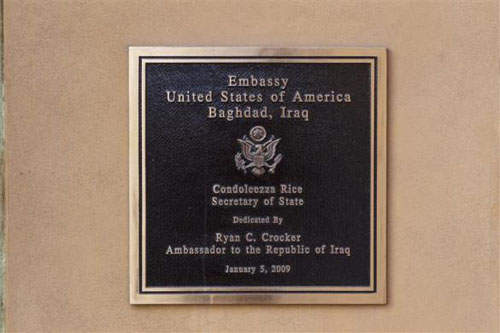 Embassy
United States of America
Baghdad, Iraq
Condoleezza Rice
Secretary of State
Dedicated By
Ryan C. Crocker
Ambassador to the Republic of Iraq
January 5, 2009